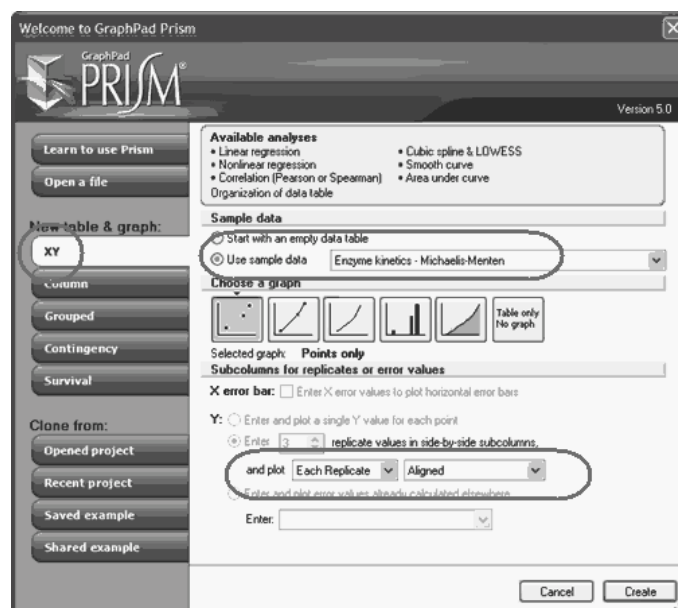 Welcome to GraphPad Prism
GraphPad
PRISM®
Version 5.0
Learn to use Prism
Open a file
New table & graph:
XY
Column
Grouped
Contingency
Survival
Clone from:
Opened project
Recent project
Saved example
Shared example
Available analyses
• Linear regression
• Nonlinear regression
• Correlation (Pearson or Spearman)
• Cubic spline & LOWESS
• Smooth curve
• Area under curve
Organization of data table
Sample data
Start with an empty data table
Use sample data Enzyme kinetics - Michaelis-Menten
Choose a graph
Table only
No graph
Selected graph: Points only
Subcolumns for replicates or error values
X error bar: Enter X error values to plot horizontal error bars
Y: Enter and plot a single Y value for each point
Enter 3 replicate values in side-by-side subcolumns,
and plot Each Replicate Aligned
Enter and plot error values already calculated elsewhere
Enter:
Cancel Create